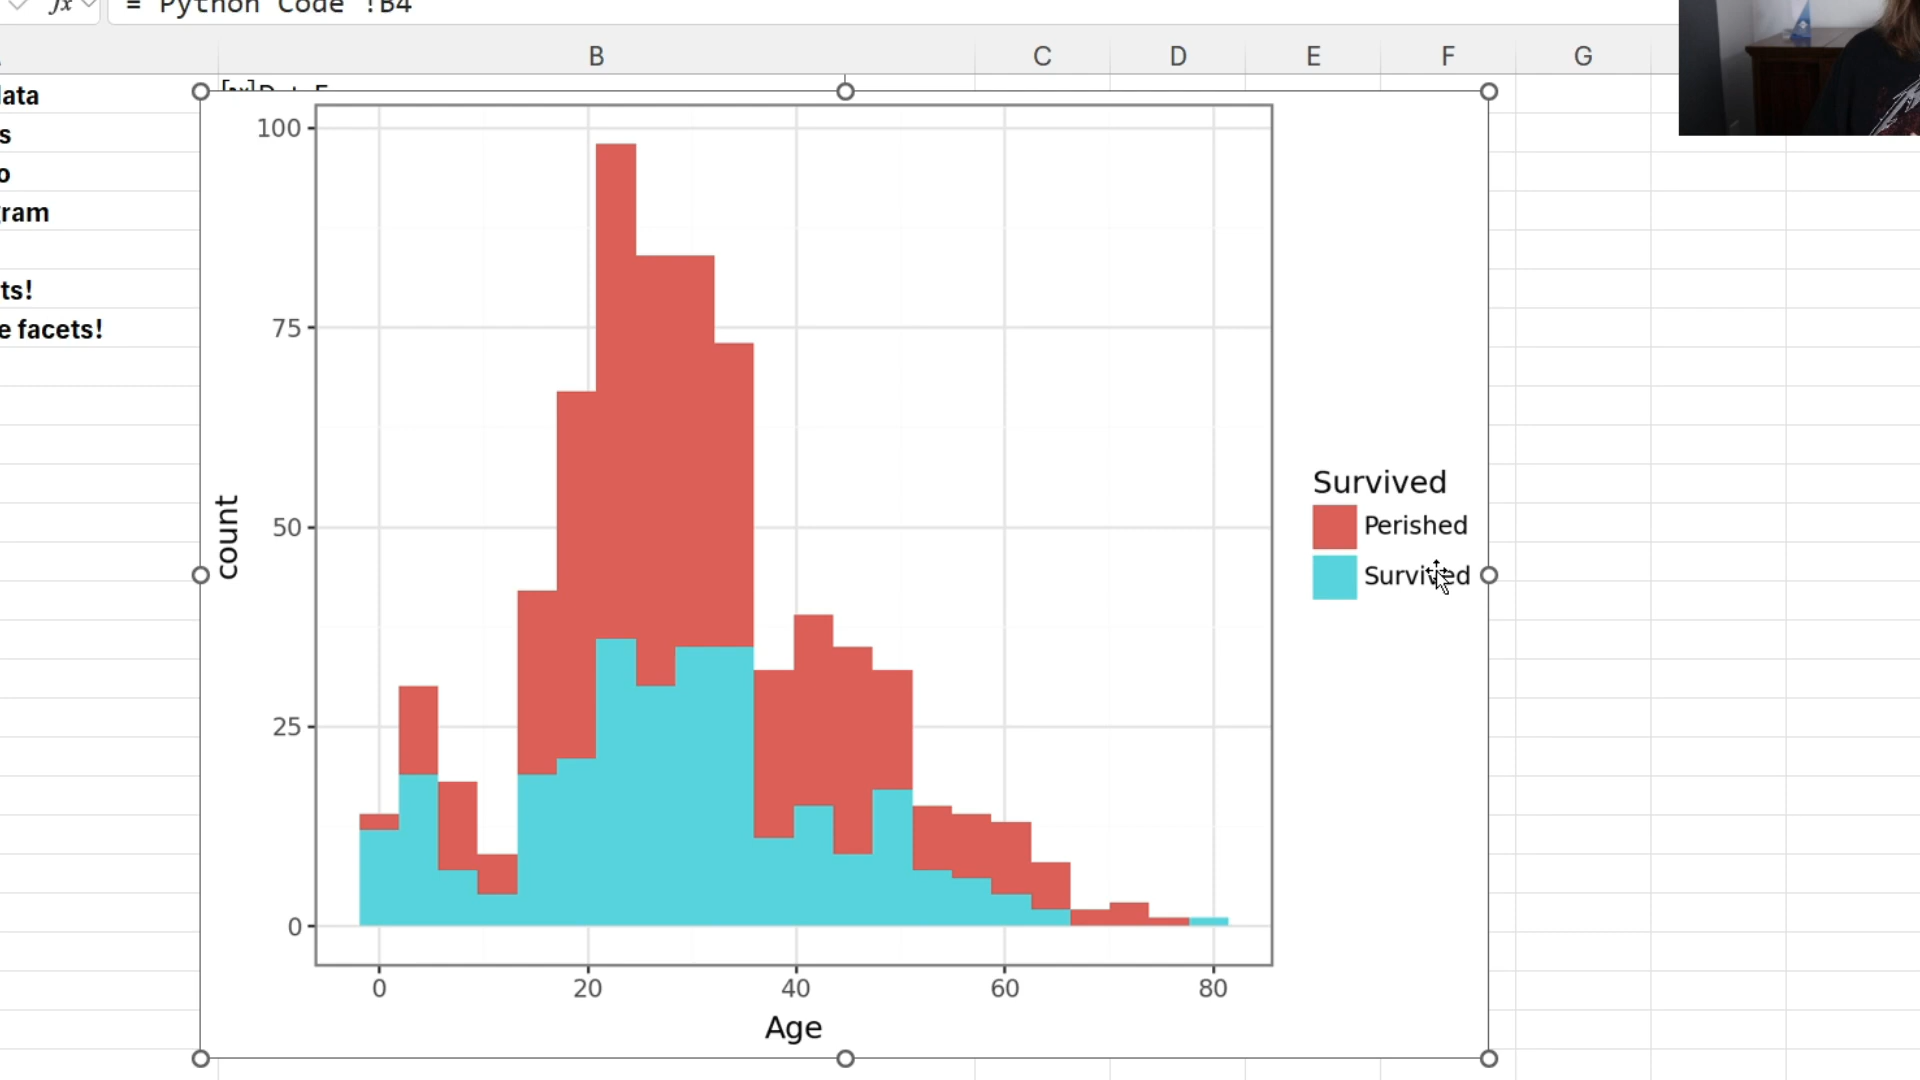 = Python Code !B4
B C D E F G
ata
s
o
ram
ts!
e facets!
100
75
50
25
0
count
0 20 40 60 80
Age
Survived
Perished
Survived